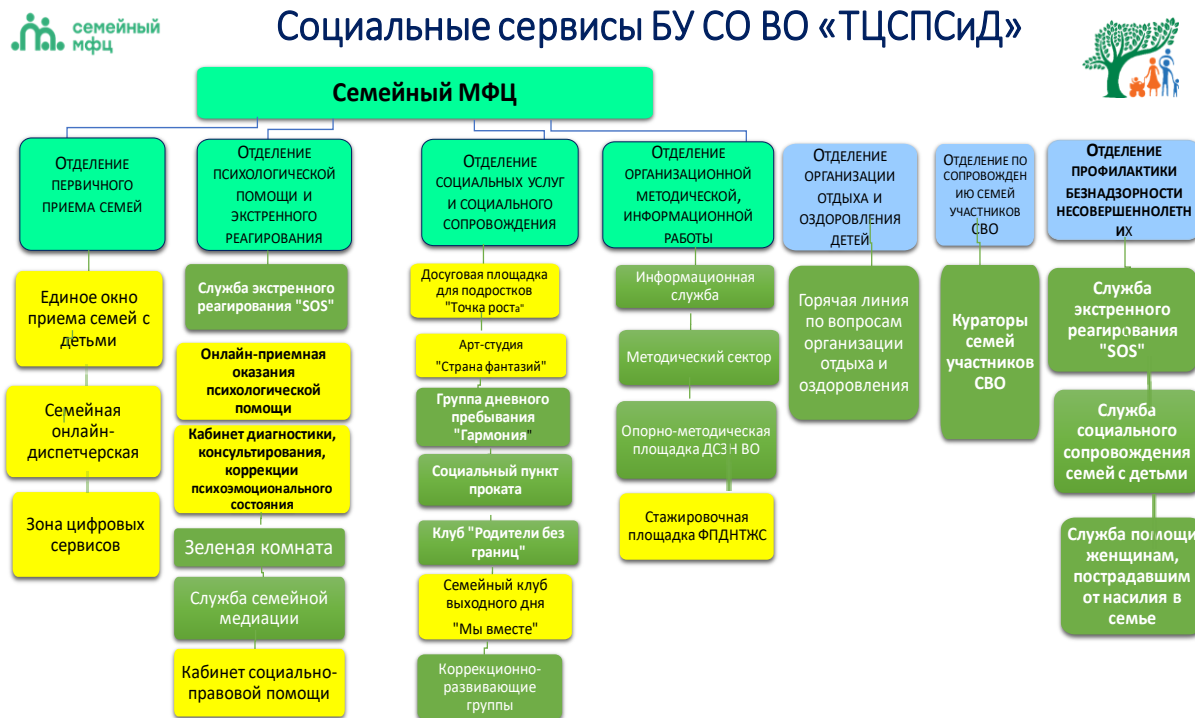 семейный
мфц
Социальные сервисы БУ СО ВО «ТЦСПСиД»
Семейный МФЦ
Отделение
первичного
приема семей
Единое окно
приема семей с
детьми
Семейная
онлайн-
диспетчерская
Зона цифровых
сервисов
Отделение
психологической
помощи и
экстренного
реагирования
Служба экстренного
реагирования "SOS"
Онлайн-приемная
оказания
психологической
помощи
Кабинет диагностики,
консультирования,
коррекции
психоэмоционального
состояния
Зеленая комната
Служба семейной
медиации
Кабинет социально-
правовой помощи
Отделение
социальных услуг
и социального
сопровождения
Досуговая площадка
для подростков
"Точка роста"
Арт-студия
"Страна фантазий"
Группа дневного
пребывания
"Гармония"
Социальный пункт
проката
Клуб "Родители без
границ"
Семейный клуб
выходного дня
"Мы вместе"
Коррекционно-
развивающие
группы
Отделение
организационной
методической,
информационной
работы
Информационная
служба
Методический сектор
Опорно-методическая
площадка ДСЗН ВО
Стажировочная
площадка ФПДНТЖС
Отделение
организации
отдыха и
оздоровления
детей
Горячая линия
по вопросам
организации
отдыха и
оздоровления
Отделение по
сопровожден
ию семей
участников
СВО
Кураторы
семей
участников
СВО
Отделение
профилактики
безнадзорности
несовершеннолетн
их
Служба
экстренного
реагирования
"SOS"
Служба
социального
сопровождения
семей с детьми
Служба помощи
женщинам,
пострадавшим
от насилия в
семье